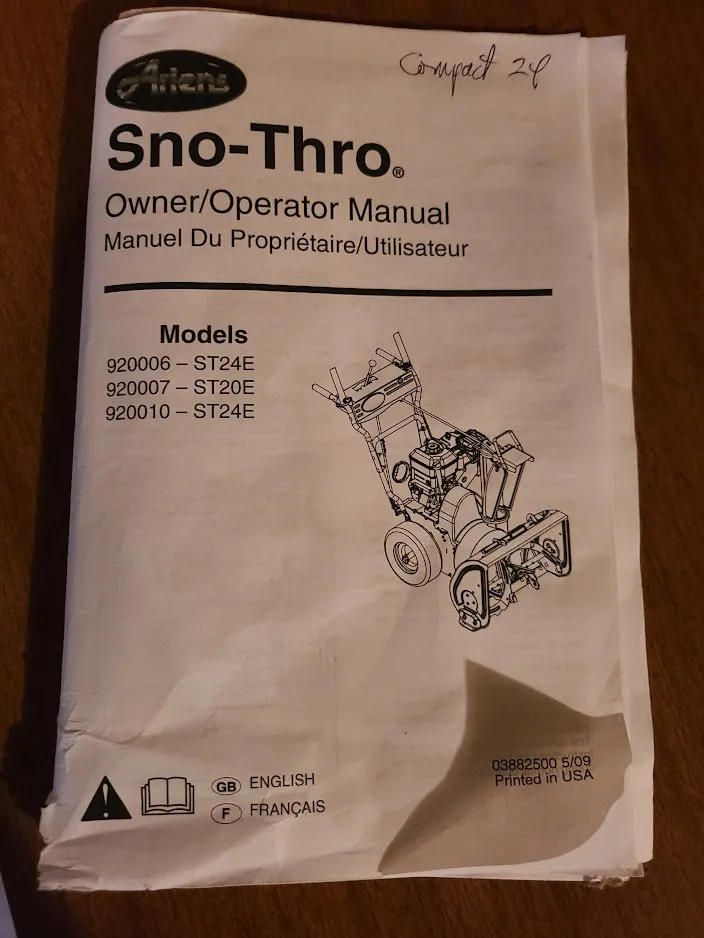 Ariens
Compact 24
Sno-Thro®
Owner/Operator Manual
Manuel Du Propriétaire/Utilisateur
Models
920006 – ST24E
920007 – ST20E
920010 – ST24E
03882500 5/09
Printed in USA
GB ENGLISH
F FRANÇAIS